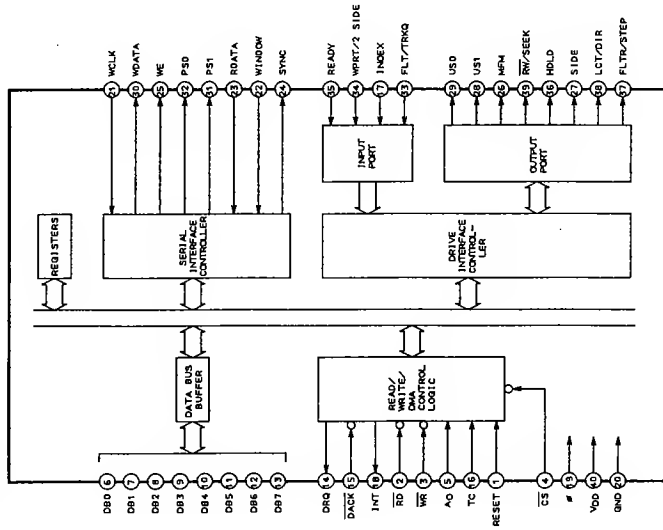 21 WCLK
30 WDATA
25 WE
32 PS0
31 PS1
23 RDATA
22 WINDOW
24 SYNC
35 READY
34 WPRT/2 SIDE
17 INDEX
33 FLT/TRKQ
29 US0
28 US1
26 MFM
39 RW/SEEK
36 HDLD
27 SIDE
38 LCT/DIR
37 FLTR/STEP
REGISTERS
SERIAL
INTERFACE
CONTROLLER
INPUT
PORT
OUTPUT
PORT
DRIVE
INTERFACE
CONTROL-
LER
DATA BUS
BUFFER
READ/
WRITE/
DMA
CONTROL
LOGIC
DB0 6
DB1 7
DB2 8
DB3 9
DB4 10
DB5 11
DB6 12
DB7 13
DRQ 14
DACK 15
INT 18
RD 2
WR 3
A0 5
TC 16
RESET 1
CS 4
ø 19
VDD 40
GND 20